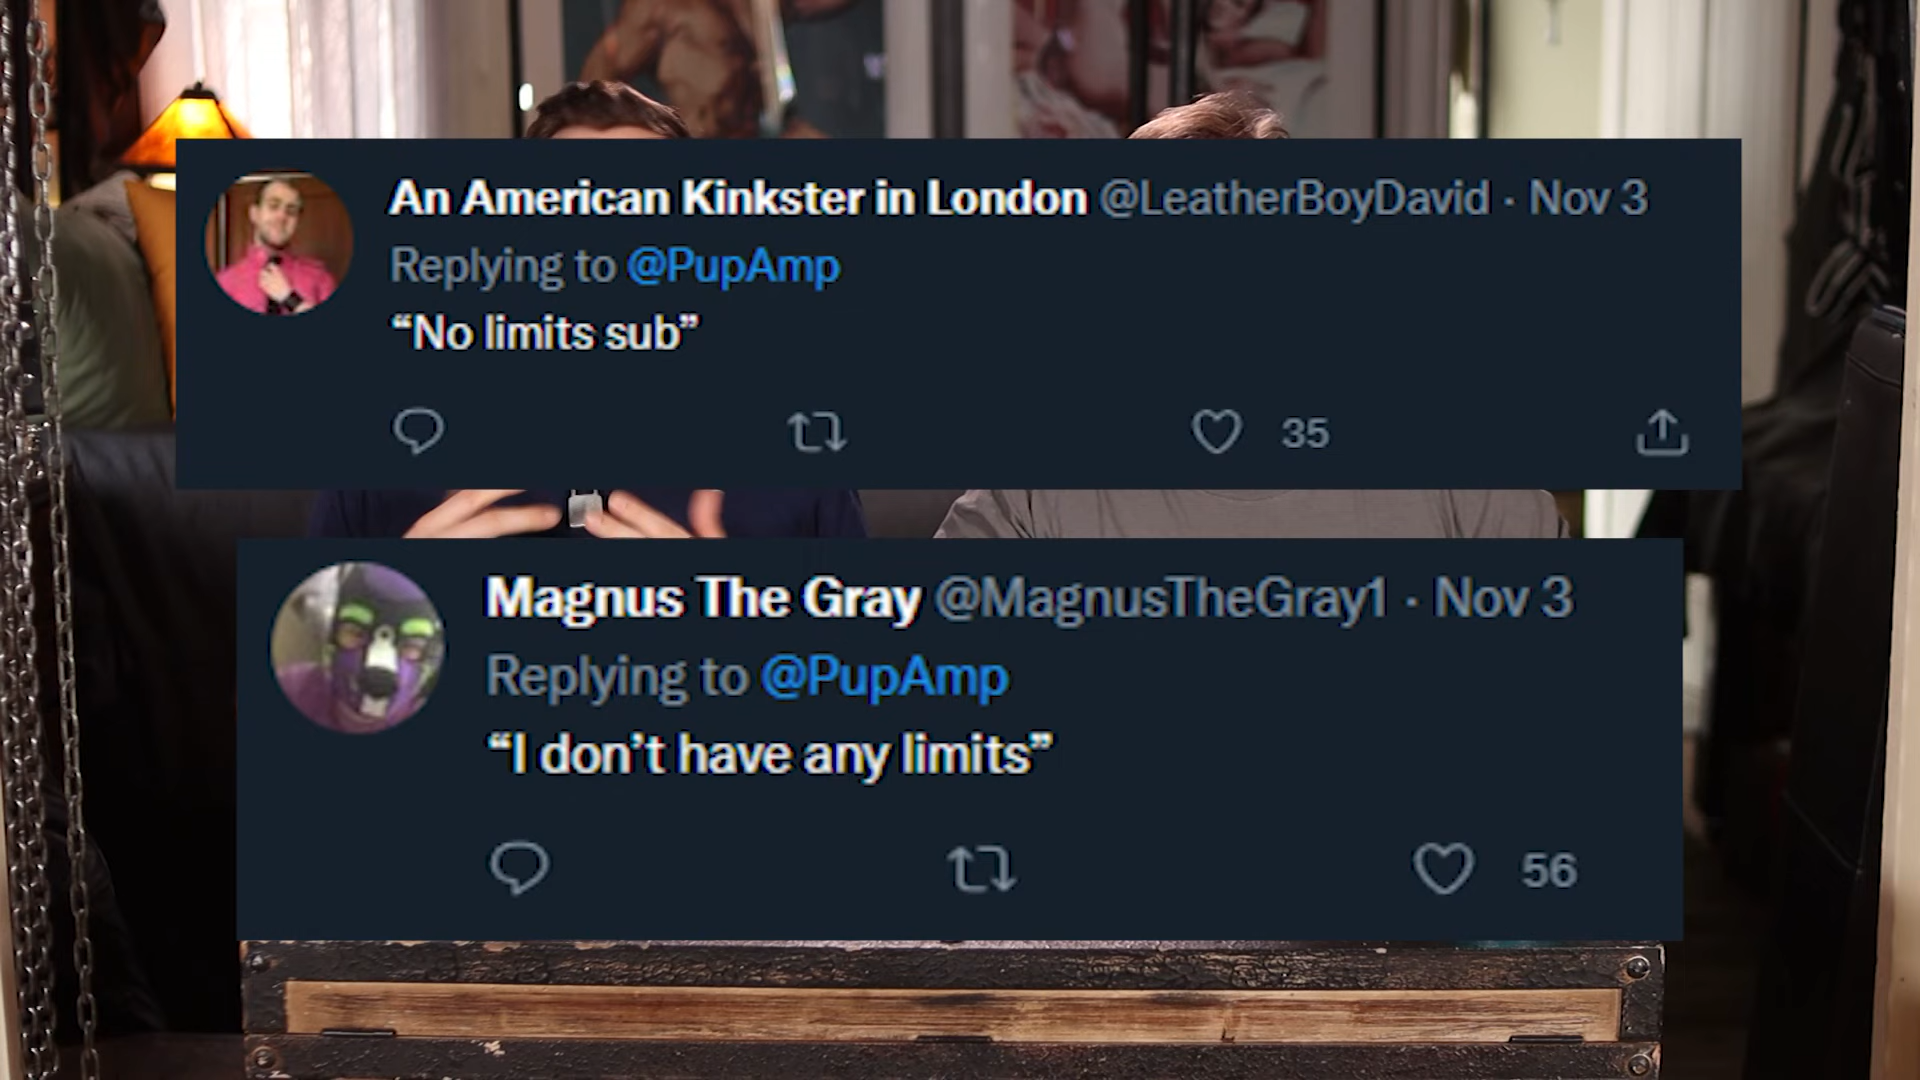 An American Kinkster in London @LeatherBoyDavid · Nov 3
Replying to @PupAmp
“No limits sub”
35
Magnus The Gray @MagnusTheGray1 · Nov 3
Replying to @PupAmp
“I don’t have any limits”
56